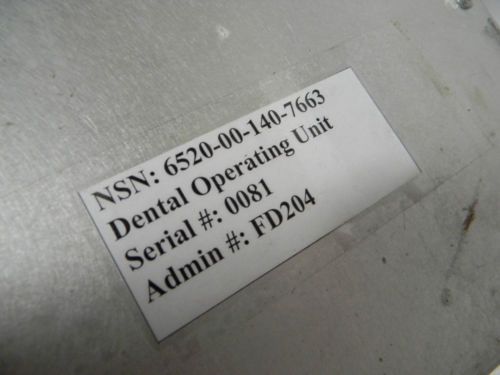 NSN: 6520-00-140-7663
Dental Operating Unit
Serial #: 0081
Admin #: FD204